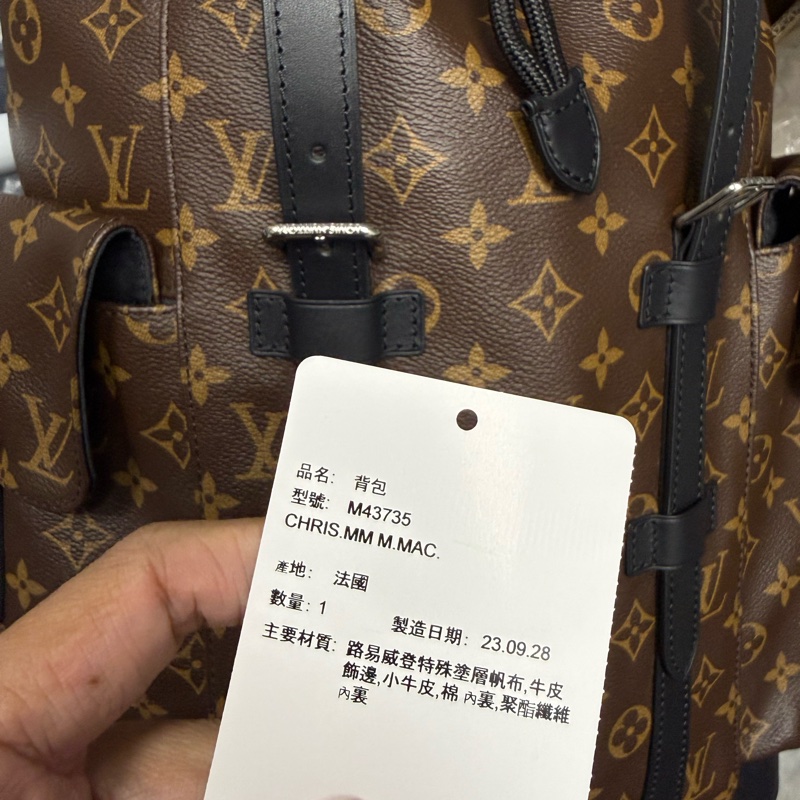 品名: 背包
型號: M43735
CHRIS.MM M.MAC.
產地: 法國
數量: 1 製造日期: 23.09.28
主要材質: 路易威登特殊塗層帆布,牛皮
飾邊,小牛皮,棉 內裏,聚酯纖維
內裏